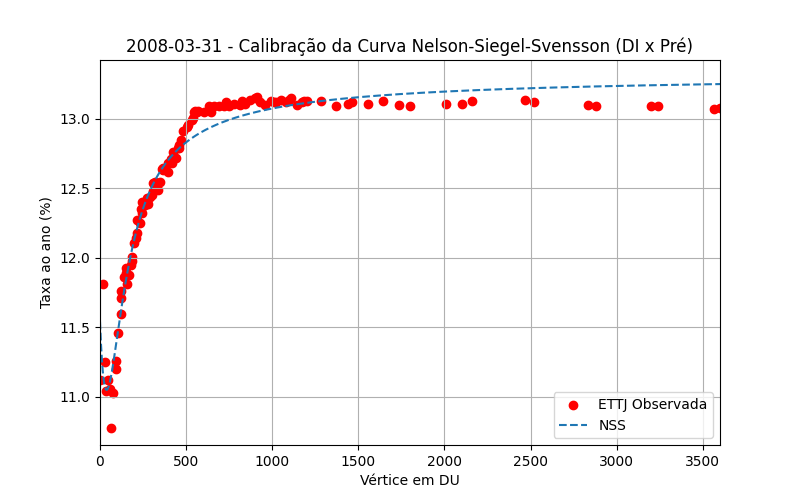 2008-03-31 - Calibração da Curva Nelson-Siegel-Svensson (DI x Pré)
Taxa ao ano (%)
13.0
12.5
12.0
11.5
11.0
ETTJ Observada
NSS
0 500 1000 1500 2000 2500 3000 3500
Vértice em DU